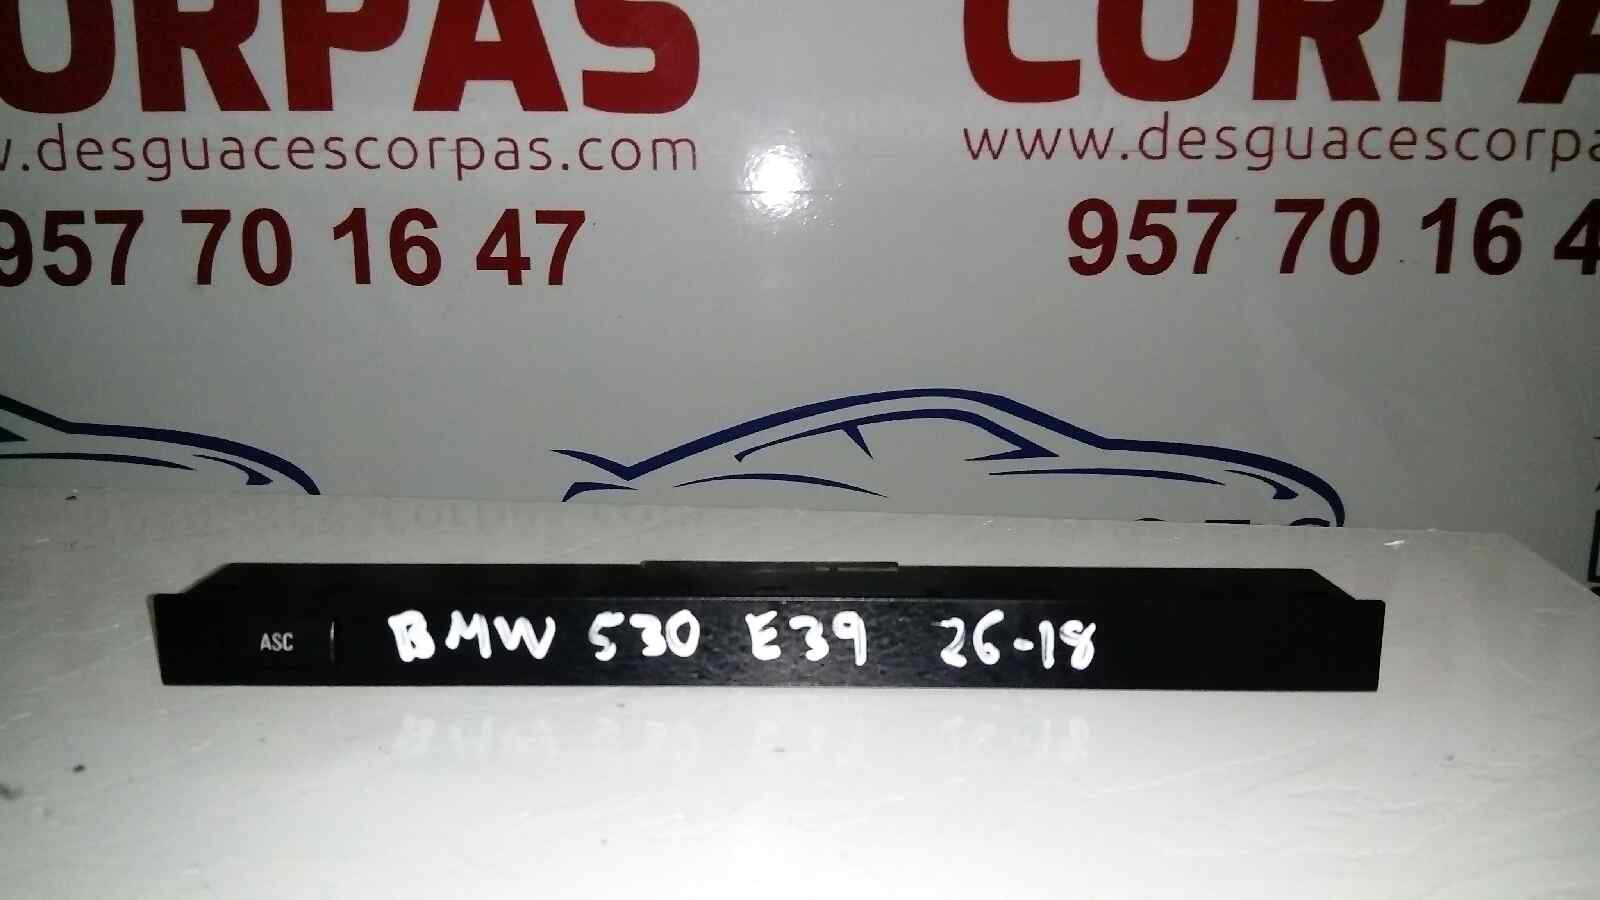 ORPAS CORPA
w.desguacescorpas.com www.desguacescorpa
957 70 16 47 957 70 16 4
ASC BMW 530 E39 26-18